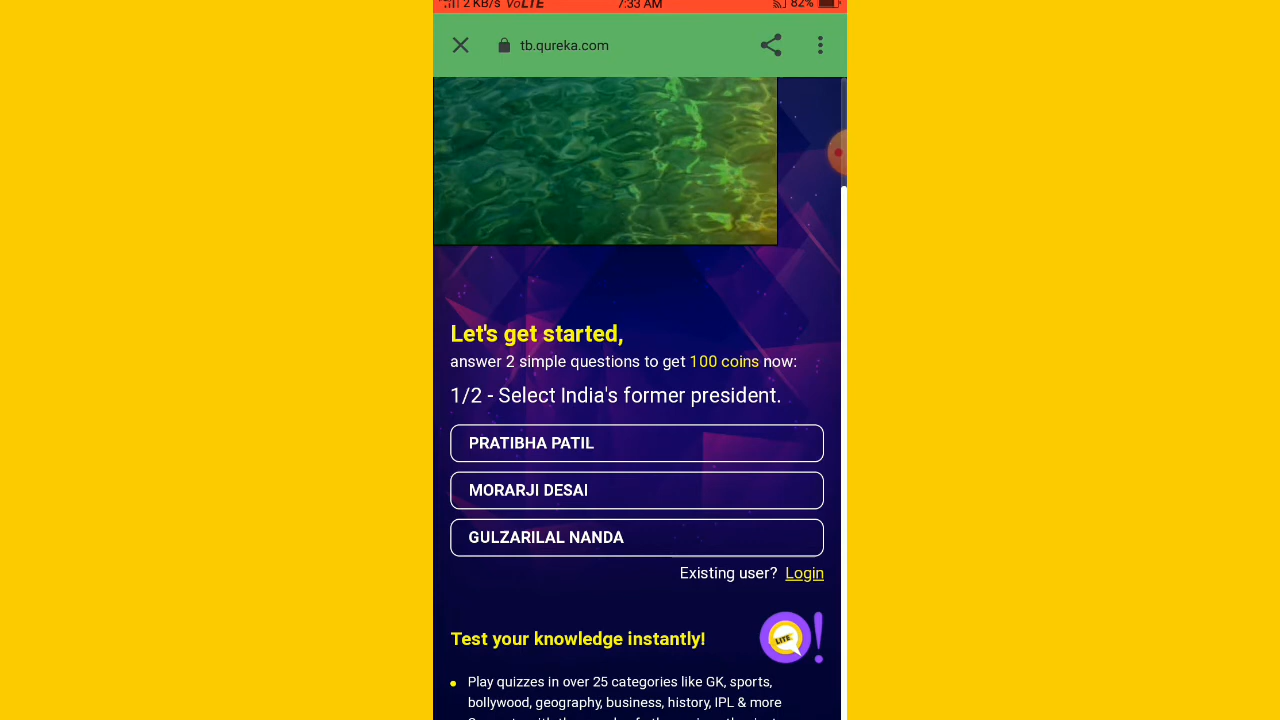 2 KB/s VoLTE 7:33 AM 82%
tb.qureka.com
Let's get started,
answer 2 simple questions to get 100 coins now:
1/2 - Select India's former president.
PRATIBHA PATIL
MORARJI DESAI
GULZARILAL NANDA
Existing user? Login
Test your knowledge instantly!
LITE
Play quizzes in over 25 categories like GK, sports,
bollywood, geography, business, history, IPL & more